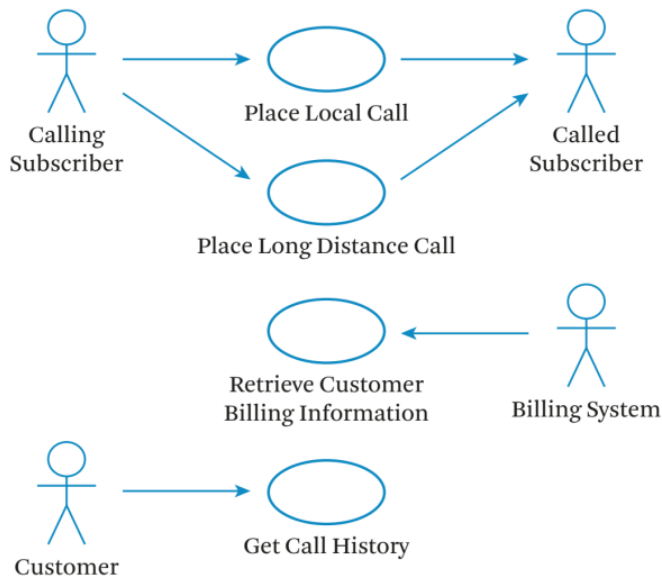 Place Local Call
Calling
Subscriber
Called
Subscriber
Place Long Distance Call
Retrieve Customer
Billing Information
Billing System
Get Call History
Customer